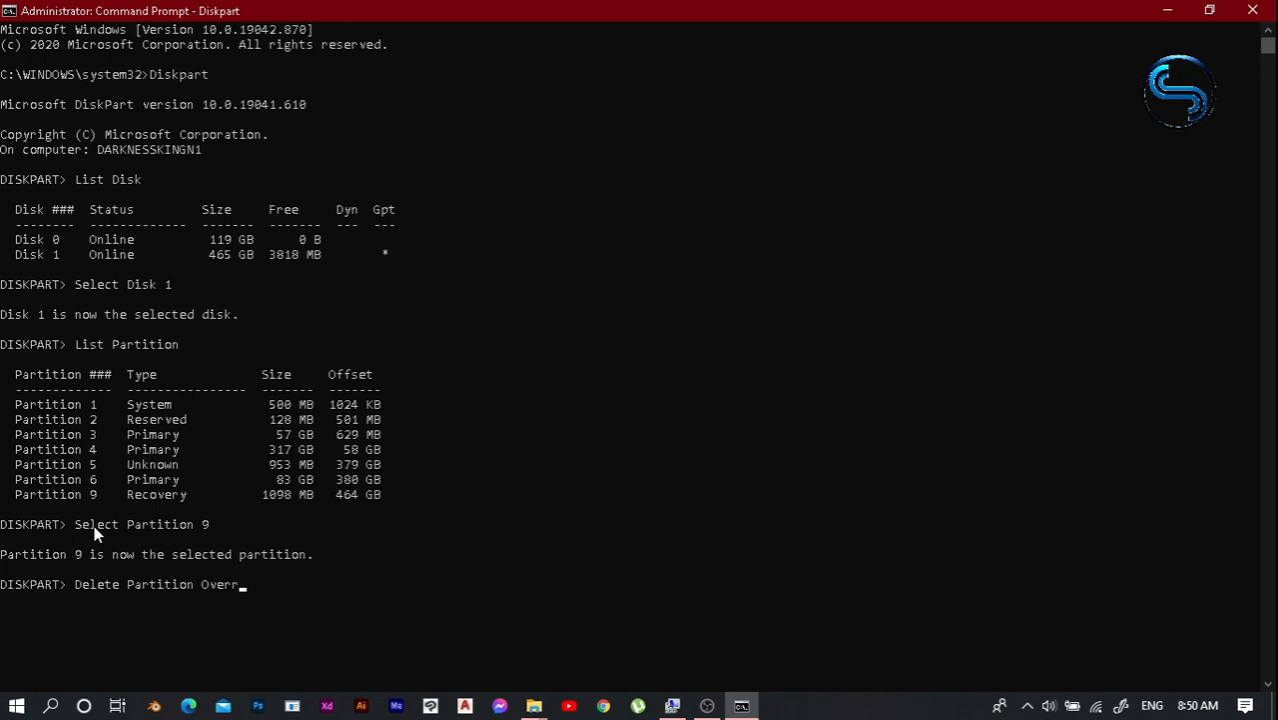 Administrator: Command Prompt - Diskpart
Microsoft Windows [Version 10.0.19042.870]
(c) 2020 Microsoft Corporation. All rights reserved.
C:\WINDOWS\system32>Diskpart
Microsoft DiskPart version 10.0.19041.610
Copyright (C) Microsoft Corporation.
On computer: DARKNESSKINGN1
DISKPART> List Disk
Disk ### Status Size Free Dyn Gpt
-------- ------------- ------- ------- --- ---
Disk 0 Online 119 GB 0 B
Disk 1 Online 465 GB 3818 MB *
DISKPART> Select Disk 1
Disk 1 is now the selected disk.
DISKPART> List Partition
Partition ### Type Size Offset
------------- ---------------- ------- -------
Partition 1 System 500 MB 1024 KB
Partition 2 Reserved 128 MB 501 MB
Partition 3 Primary 57 GB 629 MB
Partition 4 Primary 317 GB 58 GB
Partition 5 Unknown 953 MB 379 GB
Partition 6 Primary 83 GB 380 GB
Partition 9 Recovery 1098 MB 464 GB
DISKPART> Select Partition 9
Partition 9 is now the selected partition.
DISKPART> Delete Partition Overr_
Ps Xd Ai Me A ENG 8:50 AM